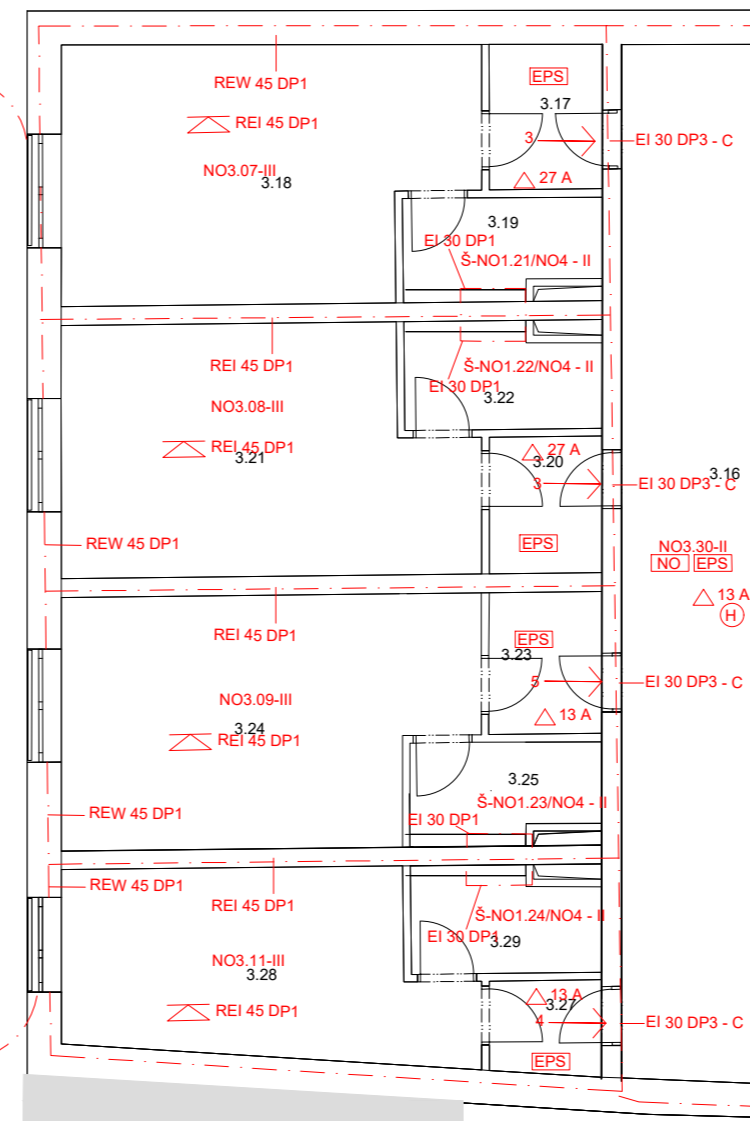 REW 45 DP1
EPS
3.17
REI 45 DP1
3
EI 30 DP3 - C
NO3.07-III
3.18
27 A
3.19
EI 30 DP1
Š-NO1.21/NO4 - II
REI 45 DP1
Š-NO1.22/NO4 - II
EI 30 DP1
3.22
NO3.08-III
REI 45 DP1
3.21
27 A
3.20
3
EI 30 DP3 - C
3.16
REW 45 DP1
EPS
NO3.30-II
NO
EPS
13 A
H
REI 45 DP1
EPS
3.23
5
EI 30 DP3 - C
NO3.09-III
3.24
REI 45 DP1
13 A
3.25
Š-NO1.23/NO4 - II
REW 45 DP1
EI 30 DP1
REW 45 DP1
REI 45 DP1
Š-NO1.24/NO4 - II
EI 30 DP1
3.29
NO3.11-III
3.28
REI 45 DP1
13 A
3.27
4
EI 30 DP3 - C
EPS